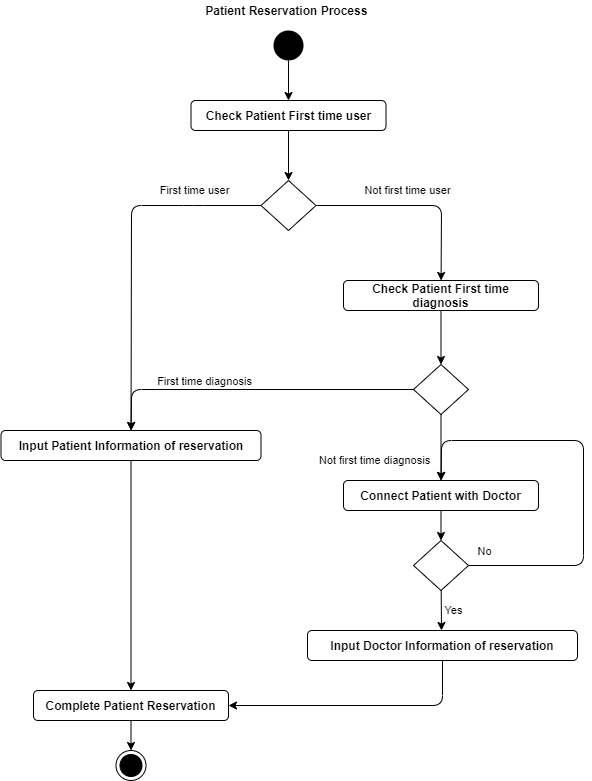 Patient Reservation Process
Check Patient First time user
First time user
Not first time user
Check Patient First time
diagnosis
First time diagnosis
Input Patient Information of reservation
Not first time diagnosis
Connect Patient with Doctor
No
Yes
Input Doctor Information of reservation
Complete Patient Reservation